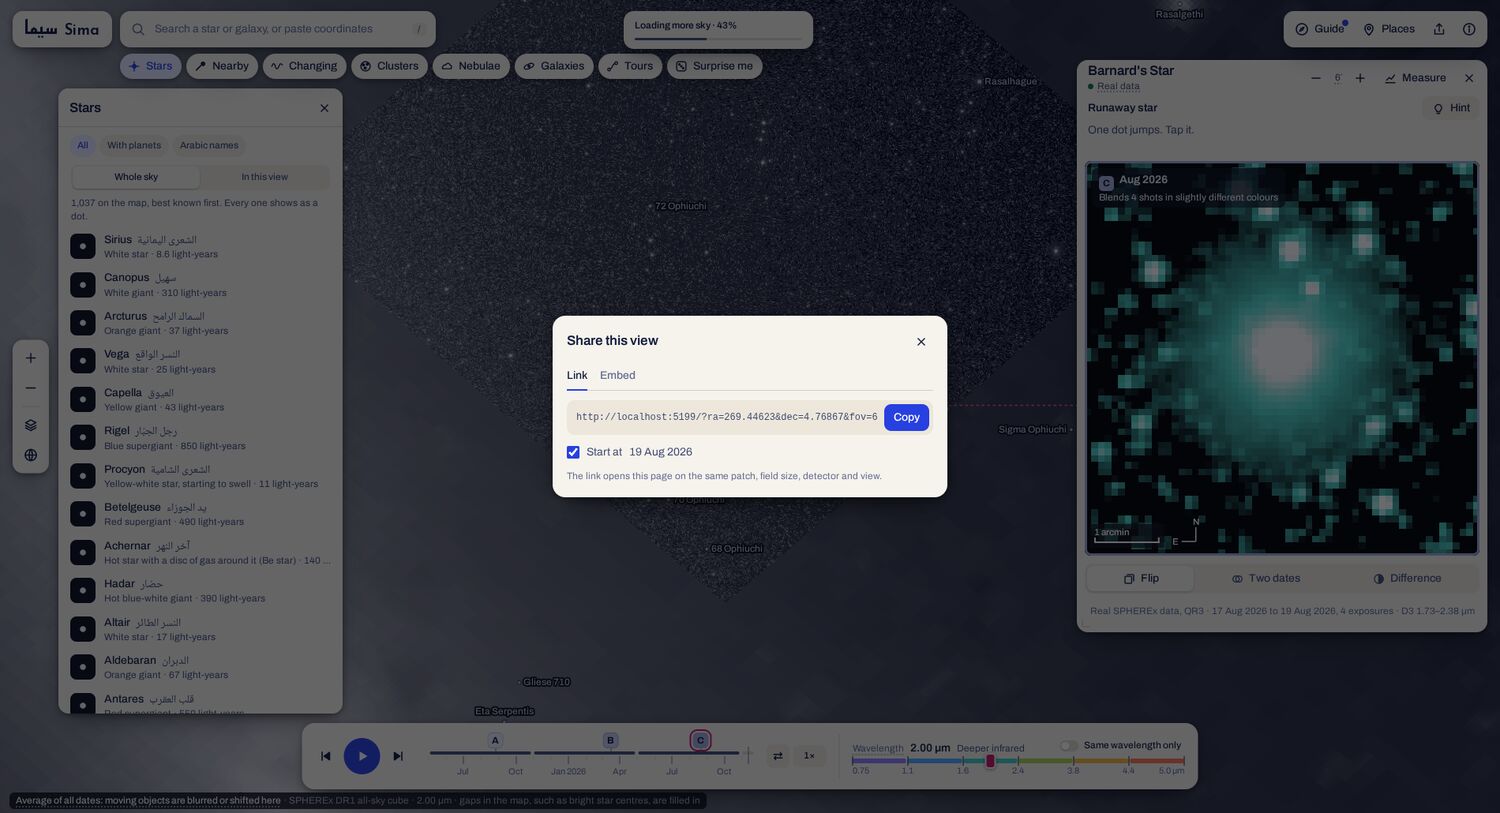 سيما Sima
Search a star or galaxy, or paste coordinates
/
Loading more sky · 43%
Rasalgethi
Guide
Places
Stars
Nearby
Changing
Clusters
Nebulae
Galaxies
Tours
Surprise me
Stars
All
With planets
Arabic names
Whole sky
In this view
1,037 on the map, best known first. Every one shows as a
dot.
Sirius الشعرى اليمانية
White star · 8.6 light-years
Canopus سهيل
White giant · 310 light-years
Arcturus السماك الرامح
Orange giant · 37 light-years
Vega النسر الواقع
White star · 25 light-years
Capella العيوق
Yellow giant · 43 light-years
Rigel رجل الجبّار
Blue supergiant · 850 light-years
Procyon الشعرى الشامية
Yellow-white star, starting to swell · 11 light-years
Betelgeuse يد الجوزاء
Red supergiant · 490 light-years
Achernar آخر النهر
Hot star with a disc of gas around it (Be star) · 140 ...
Hadar حضار
Hot blue-white giant · 390 light-years
Altair النسر الطائر
White star · 17 light-years
Aldebaran الدبران
Orange giant · 67 light-years
Antares قلب العقرب
Red supergiant · 550 light-years
Rasalhague
72 Ophiuchi
Sigma Ophiuchi
70 Ophiuchi
68 Ophiuchi
Gliese 710
Eta Serpentis
Share this view
Link
Embed
http://localhost:5199/?ra=269.44623&dec=4.76867&fov=6
Copy
Start at 19 Aug 2026
The link opens this page on the same patch, field size, detector and view.
Barnard's Star
Real data
6′
Measure
Runaway star
Hint
One dot jumps. Tap it.
C Aug 2026
Blends 4 shots in slightly different colours
1 arcmin
N
E
Flip
Two dates
Difference
Real SPHEREx data, QR3 · 17 Aug 2026 to 19 Aug 2026, 4 exposures · D3 1.73–2.38 µm
A
B
C
Jul
Oct
Jan 2026
Apr
Jul
Oct
1×
Wavelength 2.00 µm Deeper infrared
Same wavelength only
0.75
1.1
1.6
2.4
3.8
4.4
5.0 µm
Average of all dates: moving objects are blurred or shifted here · SPHEREx DR1 all-sky cube · 2.00 µm · gaps in the map, such as bright star centres, are filled in